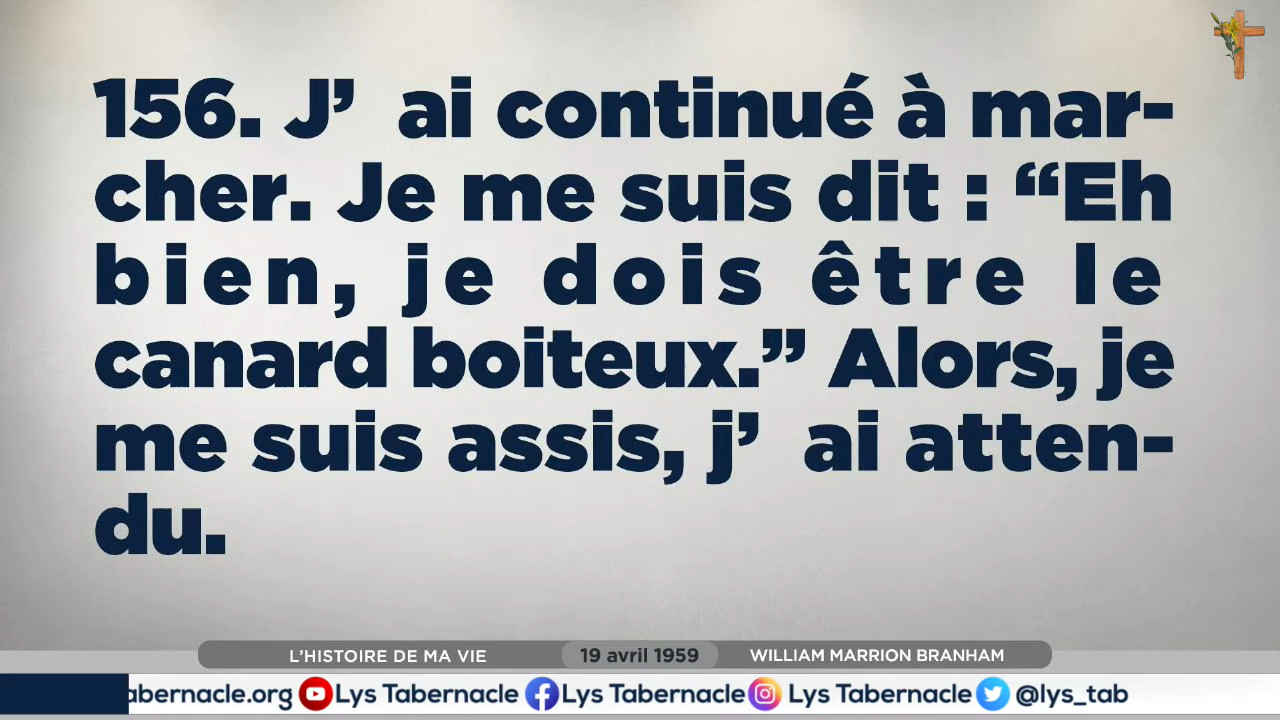 156. J’ ai continué à mar-
cher. Je me suis dit : “Eh
bien, je dois être le
canard boiteux.” Alors, je
me suis assis, j’ ai atten-
du.
L’HISTOIRE DE MA VIE 19 avril 1959 WILLIAM MARRION BRANHAM
abernacle.org Lys Tabernacle Lys Tabernacle Lys Tabernacle @lys_tab